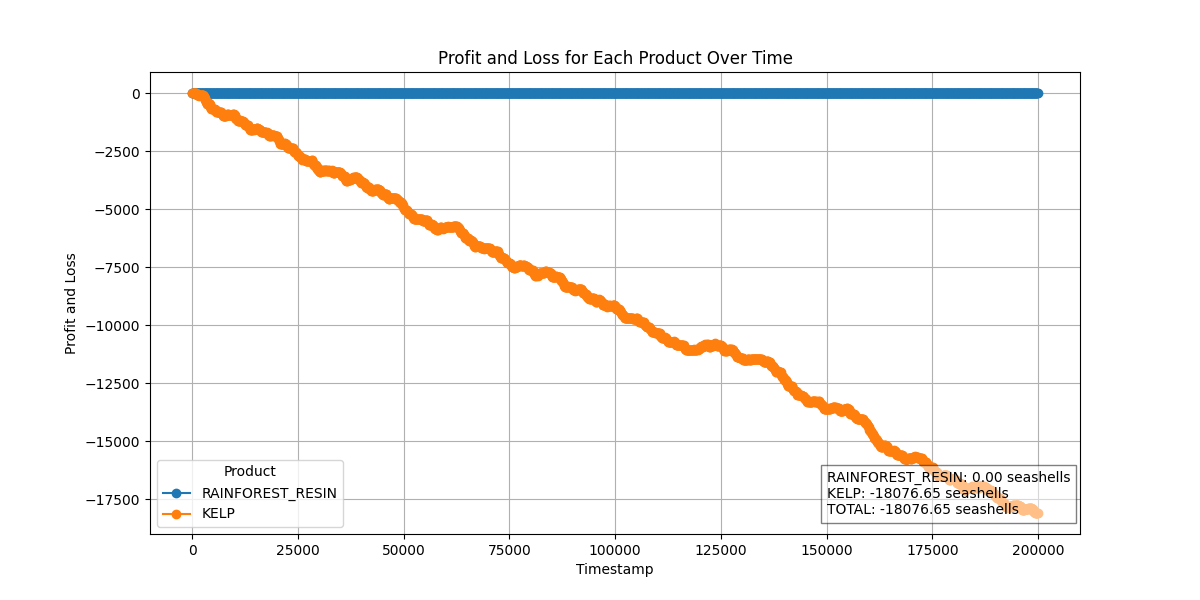 Profit and Loss for Each Product Over Time
Profit and Loss
0
−2500
−5000
−7500
−10000
−12500
−15000
−17500
Product
RAINFOREST_RESIN
KELP
RAINFOREST_RESIN: 0.00 seashells
KELP: -18076.65 seashells
TOTAL: -18076.65 seashells
0
25000
50000
75000
100000
125000
150000
175000
200000
Timestamp